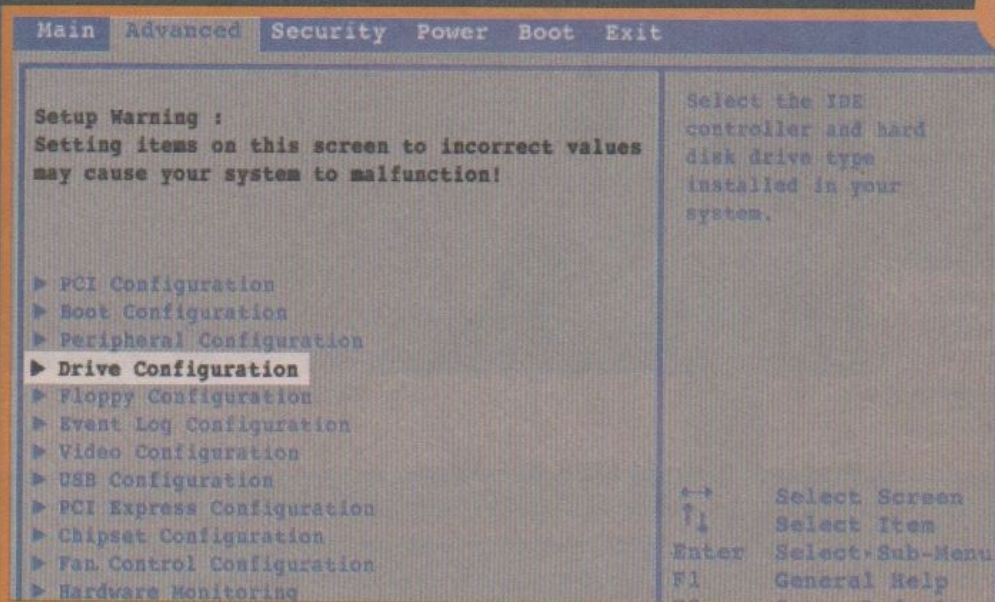 Main Advanced Security Power Boot Exit
Setup Warning :
Setting items on this screen to incorrect values
may cause your system to malfunction!
▶ PCI Configuration
▶ Boot Configuration
▶ Peripheral Configuration
▶ Drive Configuration
▶ Floppy Configuration
▶ Event Log Configuration
▶ Video Configuration
▶ USB Configuration
▶ PCI Express Configuration
▶ Chipset Configuration
▶ Fan Control Configuration
▶ Hardware Monitoring
Select the IDE
controller and hard
disk drive type
installed in your
system.
↔ Select Screen
↑↓ Select Item
Enter Select▸Sub-Menu
F1 General Help